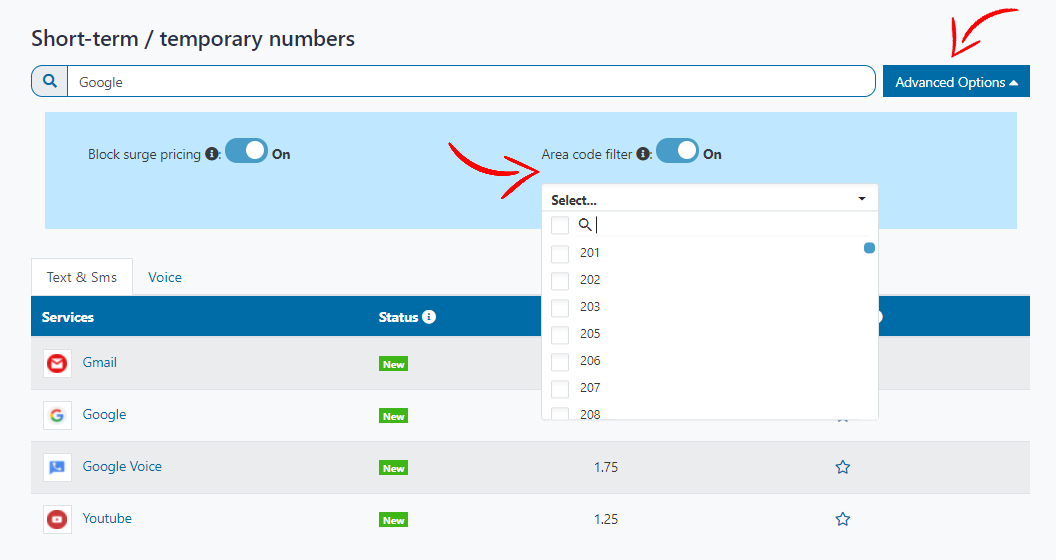 Short-term / temporary numbers
Google
Advanced Options
Block surge pricing : On
Area code filter : On
Select...
201
202
203
205
206
207
208
Text & Sms Voice
Services Status
Gmail New
Google New
Google Voice New 1.75
Youtube New 1.25